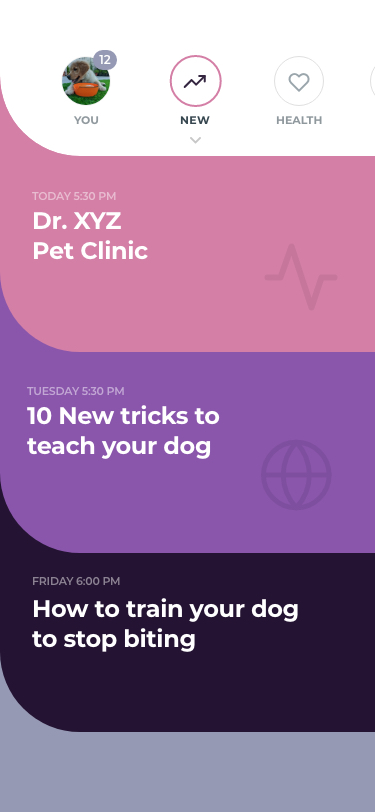 12
YOU
NEW
HEALTH
TODAY 5:30 PM
Dr. XYZ
Pet Clinic
TUESDAY 5:30 PM
10 New tricks to
teach your dog
FRIDAY 6:00 PM
How to train your dog
to stop biting